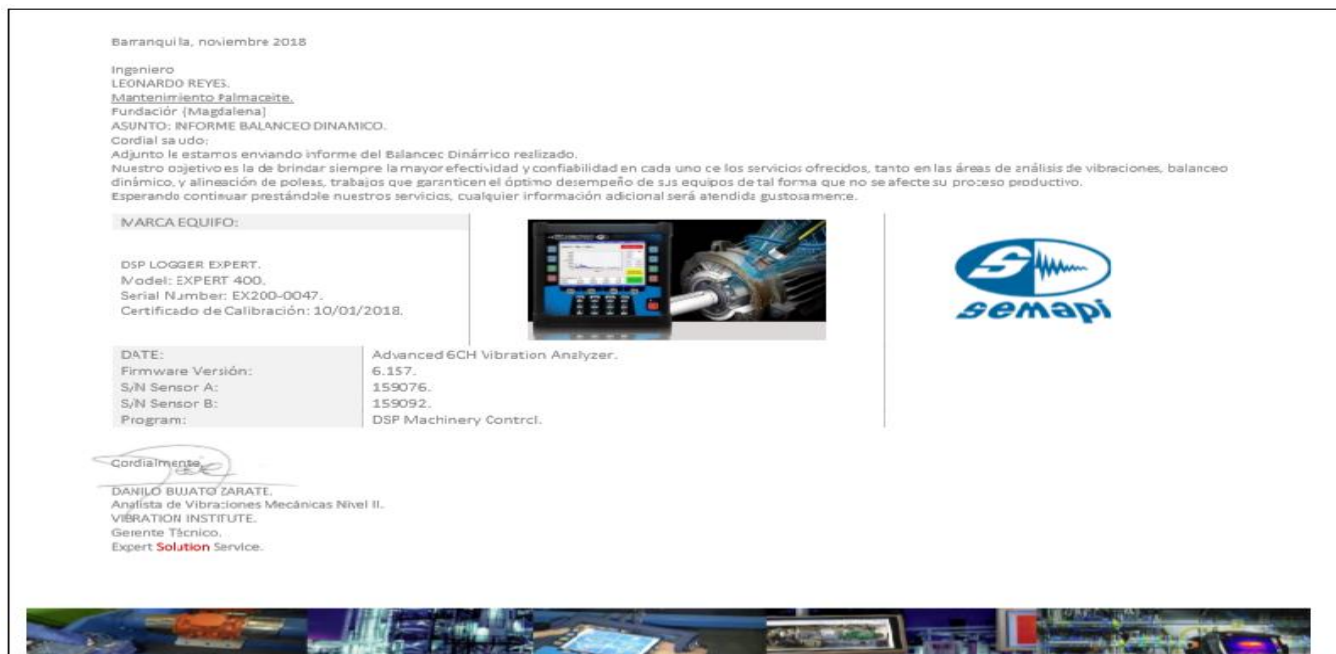 Barranquilla, noviembre 2018
Ingeniero
LEONARDO REYES.
Mantenimiento Palmaceite.
Fundación (Magdalena)
ASUNTO: INFORME BALANCEO DINAMICO.
Cordial saludo:
Adjunto le estamos enviando informe del Balanceo Dinámico realizado.
Nuestro objetivo es la de brindar siempre la mayor efectividad y confiabilidad en cada uno de los servicios ofrecidos, tanto en las áreas de análisis de vibraciones, balanceo
dinámico, y alineación de poleas, trabajos que garanticen el óptimo desempeño de sus equipos de tal forma que no se afecte su proceso productivo.
Esperando continuar prestándole nuestros servicios, cualquier información adicional será atendida gustosamente.
MARCA EQUIPO:
DSP LOGGER EXPERT.
Model: EXPERT 400.
Serial Number: EX200-0047.
Certificado de Calibración: 10/01/2018.
S
semapi
DATE: Advanced 6CH Vibration Analyzer.
Firmware Versión: 6.157.
S/N Sensor A: 159076.
S/N Sensor B: 159092.
Program: DSP Machinery Control.
Cordialmente,
DANILO BUJATO ZARATE.
Analista de Vibraciones Mecánicas Nivel II.
VIBRATION INSTITUTE.
Gerente Técnico.
Expert Solution Service.